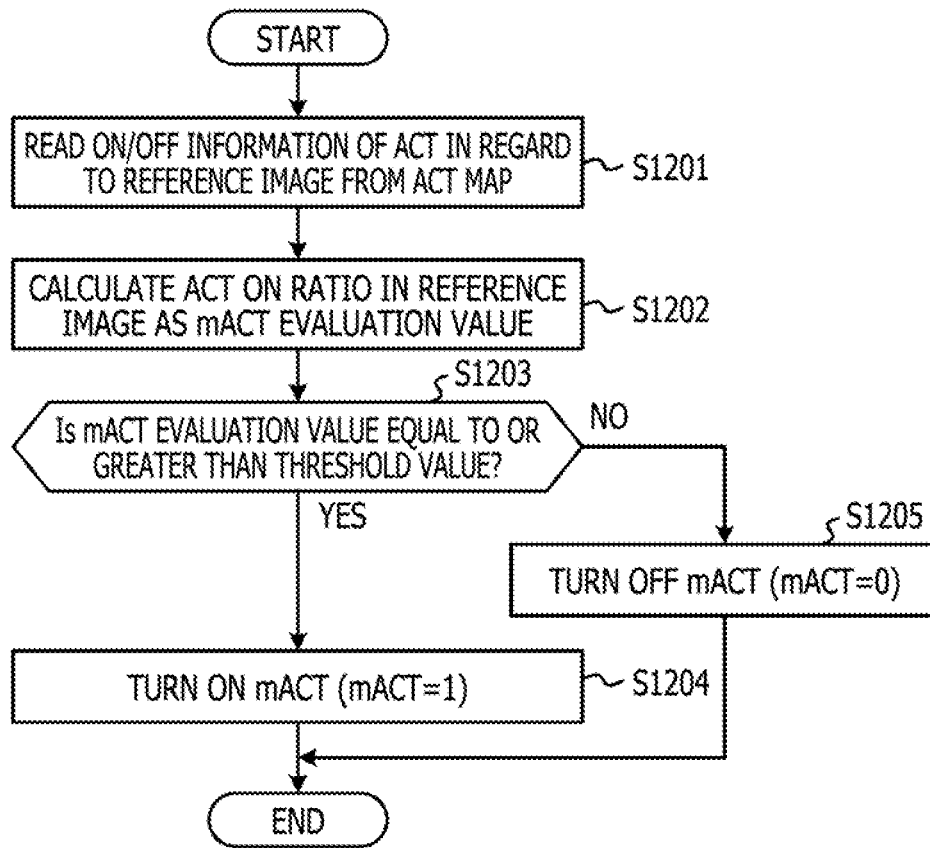 START
READ ON/OFF INFORMATION OF ACT IN REGARD
TO REFERENCE IMAGE FROM ACT MAP
S1201
CALCULATE ACT ON RATIO IN REFERENCE
IMAGE AS mACT EVALUATION VALUE
S1202
S1203
Is mACT EVALUATION VALUE EQUAL TO OR
GREATER THAN THRESHOLD VALUE?
NO
YES
S1205
TURN OFF mACT (mACT=0)
TURN ON mACT (mACT=1)
S1204
END